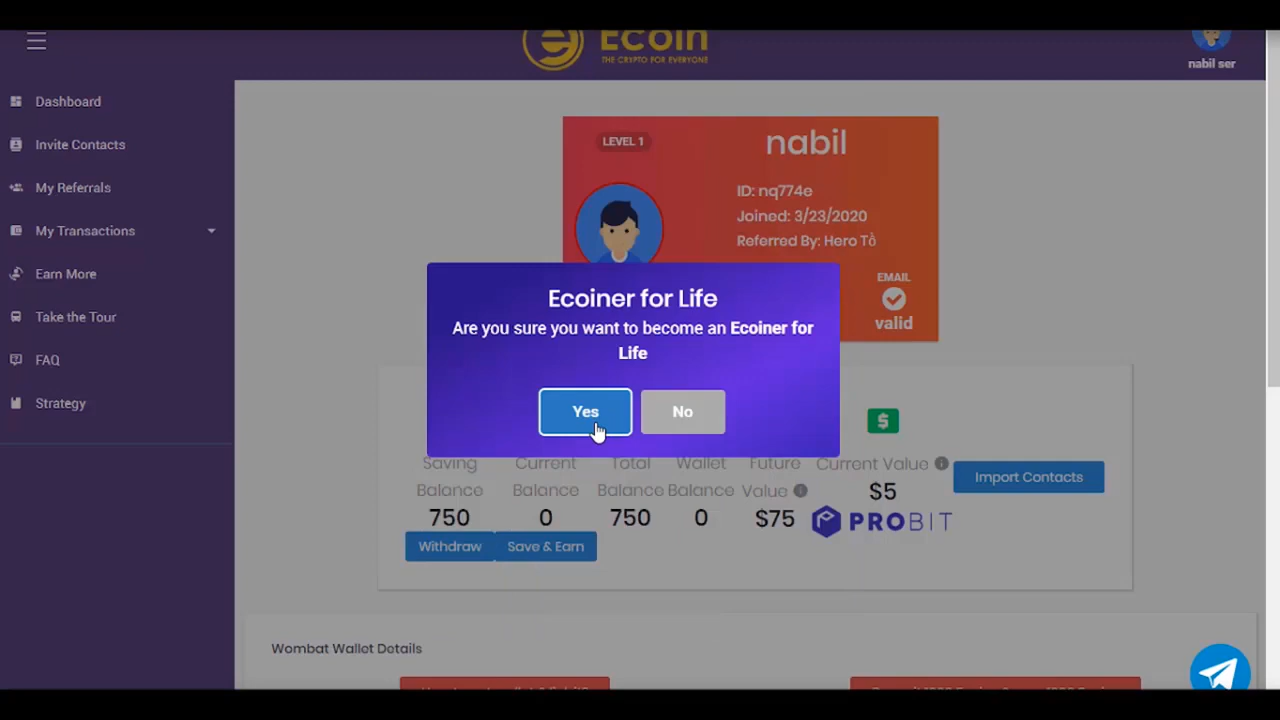 Ecoin
THE CRYPTO FOR EVERYONE
nabil ser
Dashboard
Invite Contacts
My Referrals
My Transactions
Earn More
Take the Tour
FAQ
Strategy
LEVEL 1
nabil
ID: nq774e
Joined: 3/23/2020
Referred By: Hero Tồ
EMAIL
valid
Ecoiner for Life
Are you sure you want to become an Ecoiner for
Life
Yes
No
Saving Balance
750
Current Balance
0
Total Balance
750
Wallet Balance
0
Future Value
$75
Current Value
$5
PROBIT
Import Contacts
Withdraw
Save & Earn
Wombat Wallet Details